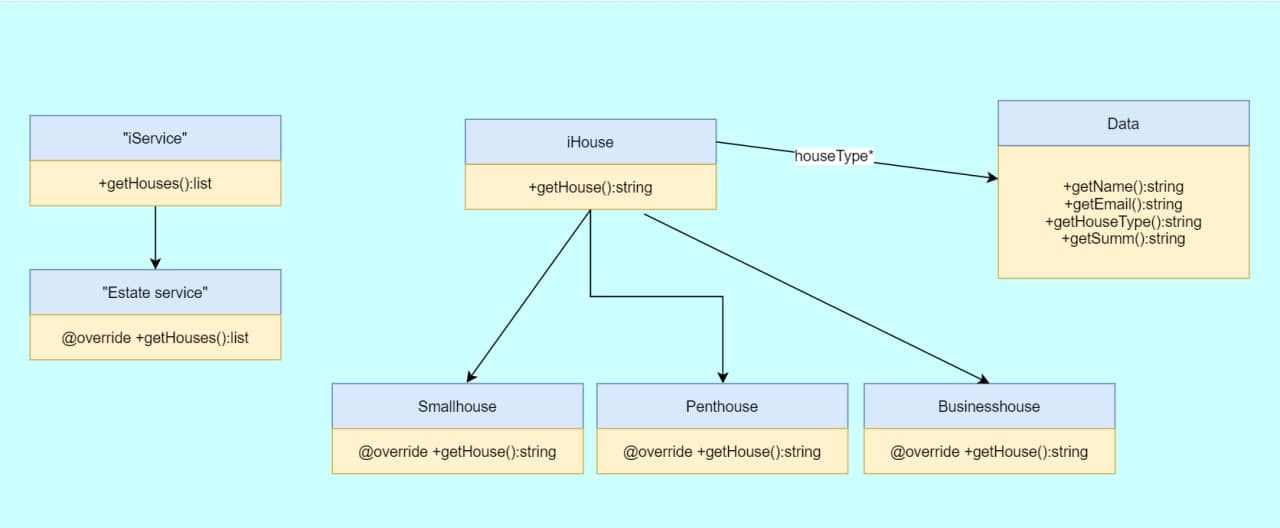 "iService"
+getHouses():list
"Estate service"
@override +getHouses():list
iHouse
+getHouse():string
houseType*
Data
+getName():string
+getEmail():string
+getHouseType():string
+getSumm():string
Smallhouse
@override +getHouse():string
Penthouse
@override +getHouse():string
Businesshouse
@override +getHouse():string